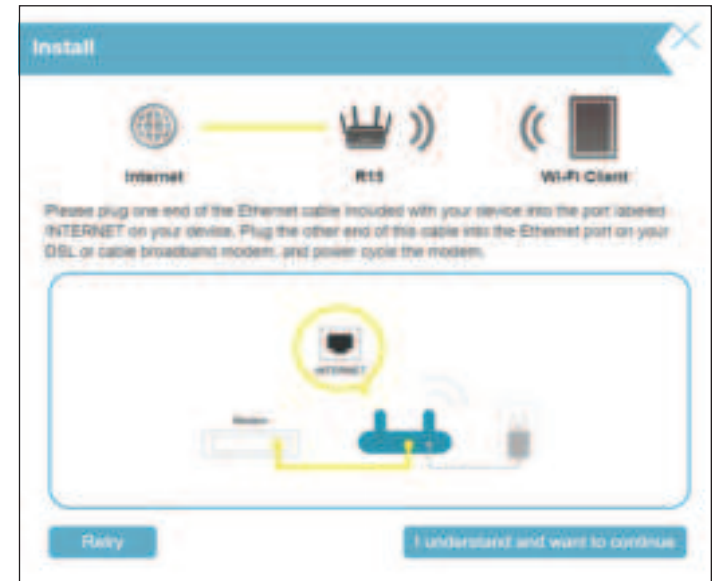 Install
Internet
R15
Wi-Fi Client
Please plug one end of the Ethernet cable included with your device into the port labeled
INTERNET on your device. Plug the other end of this cable into the Ethernet port on your
DSL or cable broadband modem, and power cycle the modem.
INTERNET
Modem
Retry
I understand and want to continue